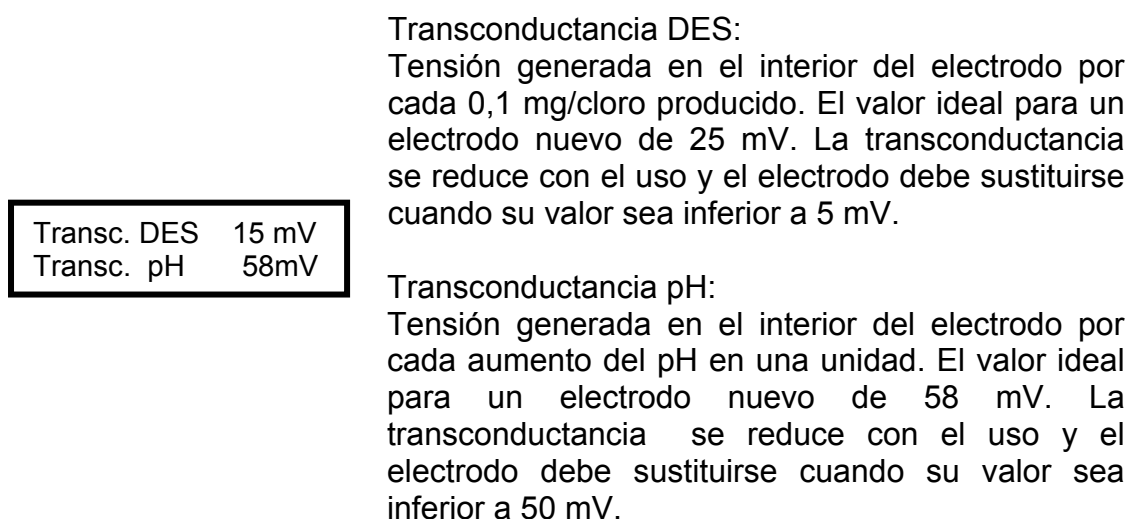 Transconductancia DES:
Tensión generada en el interior del electrodo por
cada 0,1 mg/cloro producido. El valor ideal para un
electrodo nuevo de 25 mV. La transconductancia
se reduce con el uso y el electrodo debe sustituirse
cuando su valor sea inferior a 5 mV.
Transc. DES 15 mV
Transc. pH 58mV
Transconductancia pH:
Tensión generada en el interior del electrodo por
cada aumento del pH en una unidad. El valor ideal
para un electrodo nuevo de 58 mV. La
transconductancia se reduce con el uso y el
electrodo debe sustituirse cuando su valor sea
inferior a 50 mV.